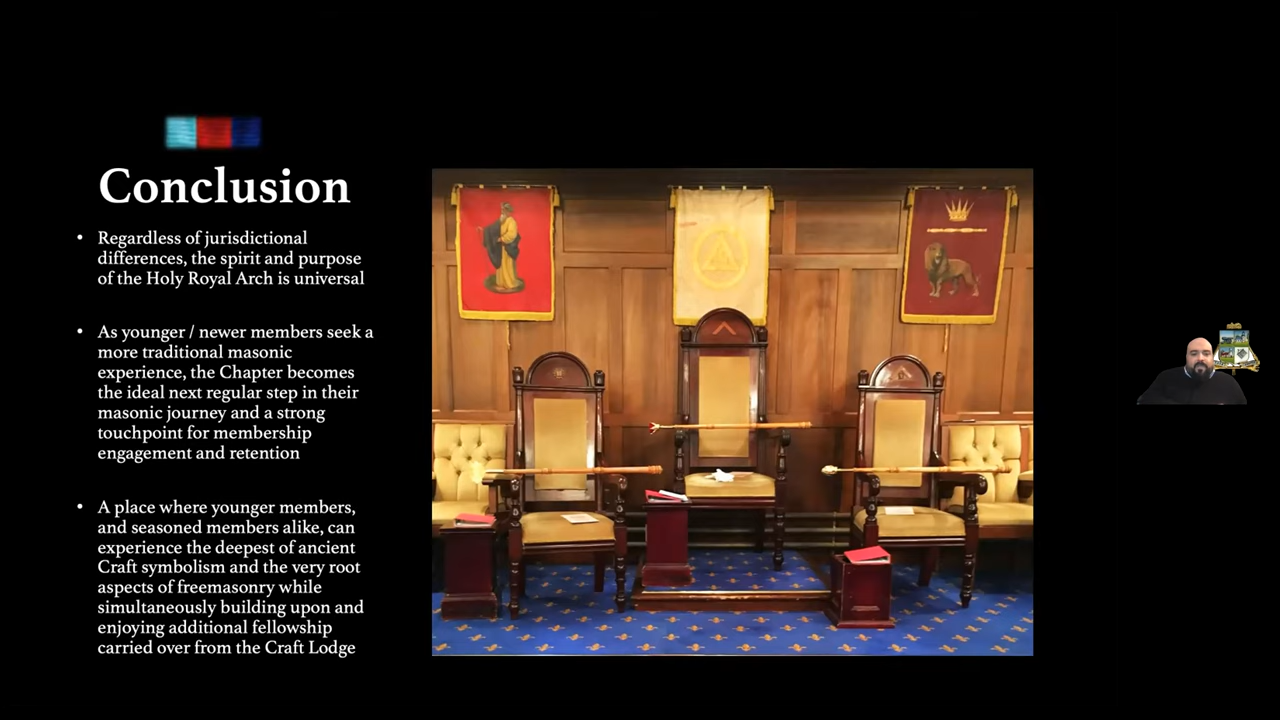 Conclusion
• Regardless of jurisdictional
differences, the spirit and purpose
of the Holy Royal Arch is universal
• As younger / newer members seek a
more traditional masonic
experience, the Chapter becomes
the ideal next regular step in their
masonic journey and a strong
touchpoint for membership
engagement and retention
• A place where younger members,
and seasoned members alike, can
experience the deepest of ancient
Craft symbolism and the very root
aspects of freemasonry while
simultaneously building upon and
enjoying additional fellowship
carried over from the Craft Lodge